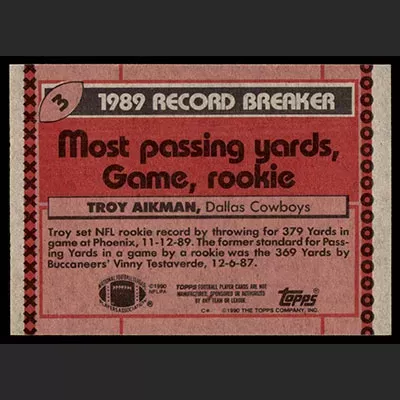 3
1989 RECORD BREAKER
Most passing yards,
Game, rookie
TROY AIKMAN, Dallas Cowboys
Troy set NFL rookie record by throwing for 379 Yards in
game at Phoenix, 11-12-89. The former standard for Pass-
ing Yards in a game by a rookie was the 369 Yards by
Buccaneers' Vinny Testaverde, 12-6-87.
©1990
NFLPA
TOPPS FOOTBALL PLAYER CARDS ARE NOT
MANUFACTURED, SPONSORED OR AUTHORIZED
BY ANY TEAM OR LEAGUE.
topps®
C* ©1990 THE TOPPS COMPANY, INC.